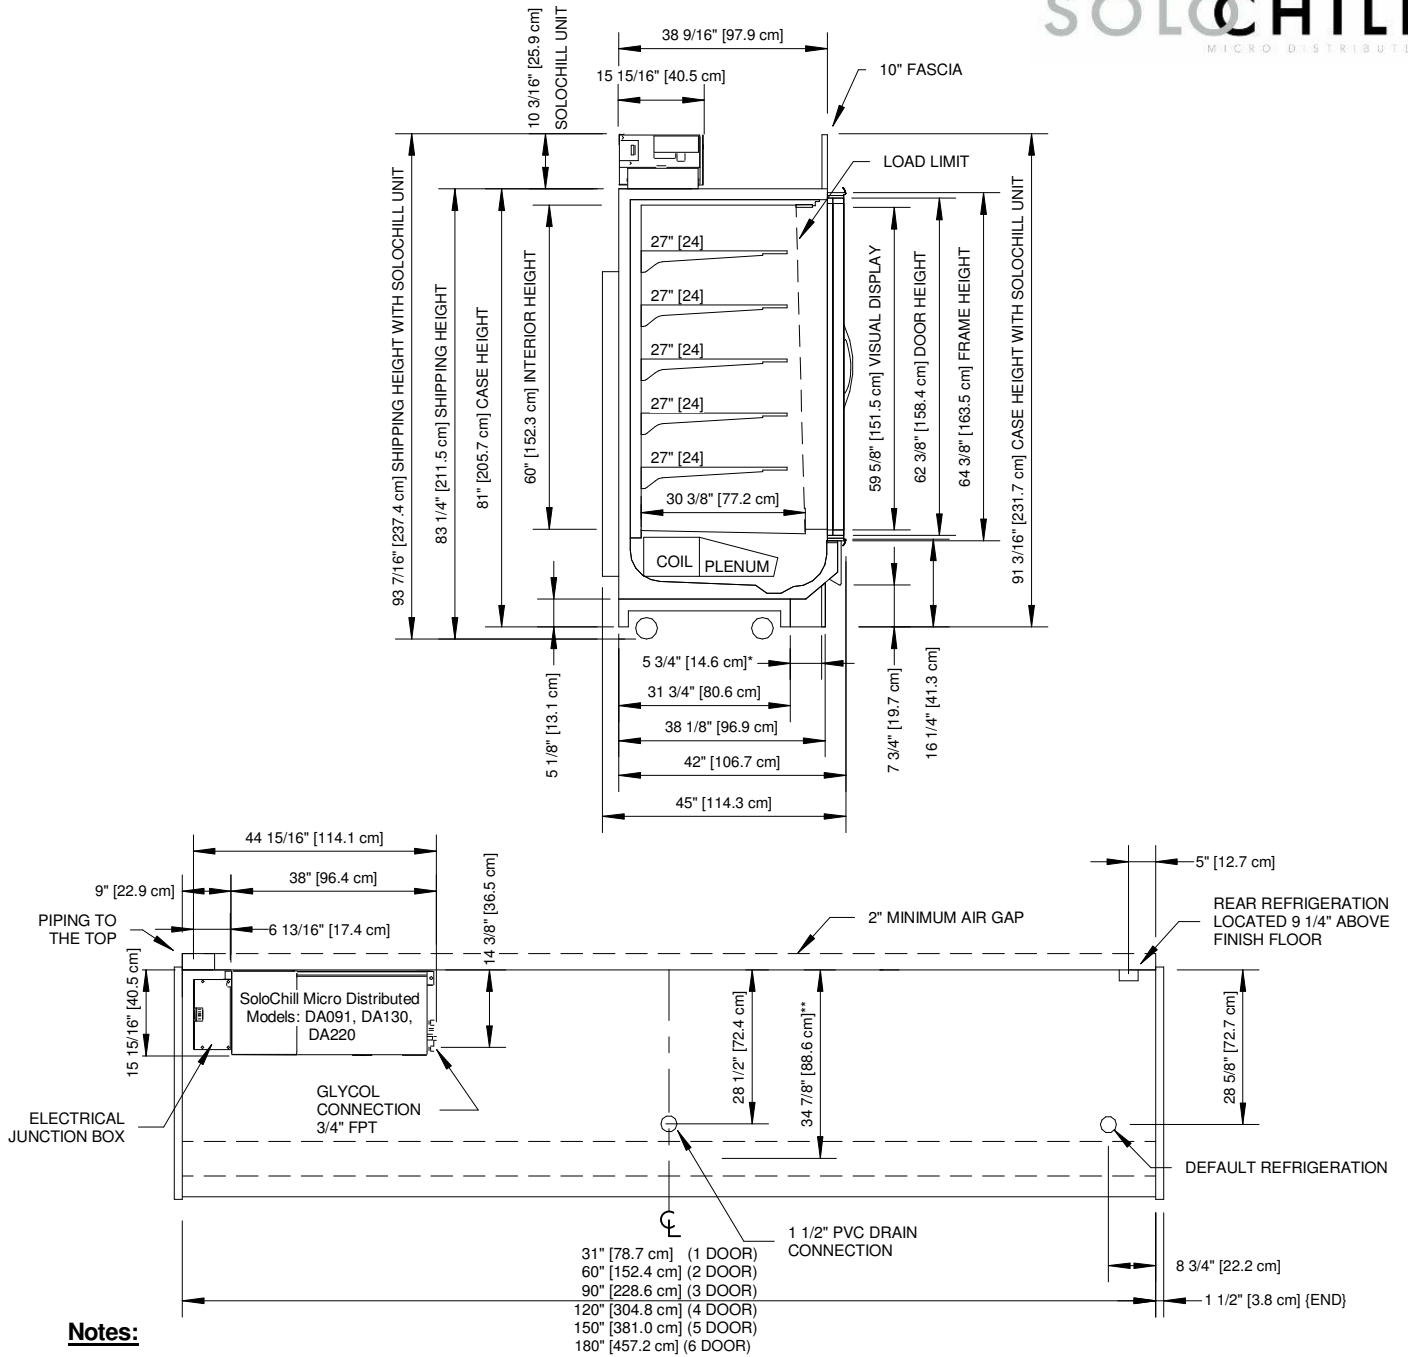 SOLOCHILL
38 9/16" [97.9 cm]
15 15/16" [40.5 cm]
10 3/16" [25.9 cm]
SOLOCHILL UNIT
10" FASCIA
LOAD LIMIT
93 7/16" [237.4 cm] SHIPPING HEIGHT WITH SOLOCHILL UNIT
83 1/4" [211.5 cm] SHIPPING HEIGHT
81" [205.7 cm] CASE HEIGHT
60" [152.3 cm] INTERIOR HEIGHT
27" [24]
27" [24]
27" [24]
27" [24]
27" [24]
30 3/8" [77.2 cm]
COIL
PLENUM
59 5/8" [151.5 cm] VISUAL DISPLAY
62 3/8" [158.4 cm] DOOR HEIGHT
64 3/8" [163.5 cm] FRAME HEIGHT
91 3/16" [231.7 cm] CASE HEIGHT WITH SOLOCHILL UNIT
5 1/8" [13.1 cm]
5 3/4" [14.6 cm]*
31 3/4" [80.6 cm]
38 1/8" [96.9 cm]
42" [106.7 cm]
45" [114.3 cm]
7 3/4" [19.7 cm]
16 1/4" [41.3 cm]
44 15/16" [114.1 cm]
9" [22.9 cm]
38" [96.4 cm]
6 13/16" [17.4 cm]
14 3/8" [36.5 cm]
PIPING TO
THE TOP
15 15/16" [40.5 cm]
SoloChill Micro Distributed
Models: DA091, DA130,
DA220
GLYCOL
CONNECTION
3/4" FPT
ELECTRICAL
JUNCTION BOX
2" MINIMUM AIR GAP
5" [12.7 cm]
REAR REFRIGERATION
LOCATED 9 1/4" ABOVE
FINISH FLOOR
28 1/2" [72.4 cm]
34 7/8" [88.6 cm]**
28 5/8" [72.7 cm]
DEFAULT REFRIGERATION
1 1/2" PVC DRAIN
CONNECTION
CL
31" [78.7 cm] (1 DOOR)
60" [152.4 cm] (2 DOOR)
90" [228.6 cm] (3 DOOR)
120" [304.8 cm] (4 DOOR)
150" [381.0 cm] (5 DOOR)
180" [457.2 cm] (6 DOOR)
8 3/4" [22.2 cm]
1 1/2" [3.8 cm] {END}
Notes: